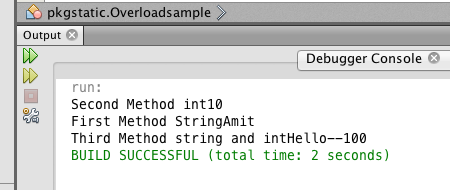 pkgstatic.Overloadsample
Output
Debugger Console
run:
Second Method int10
First Method StringAmit
Third Method string and intHello--100
BUILD SUCCESSFUL (total time: 2 seconds)